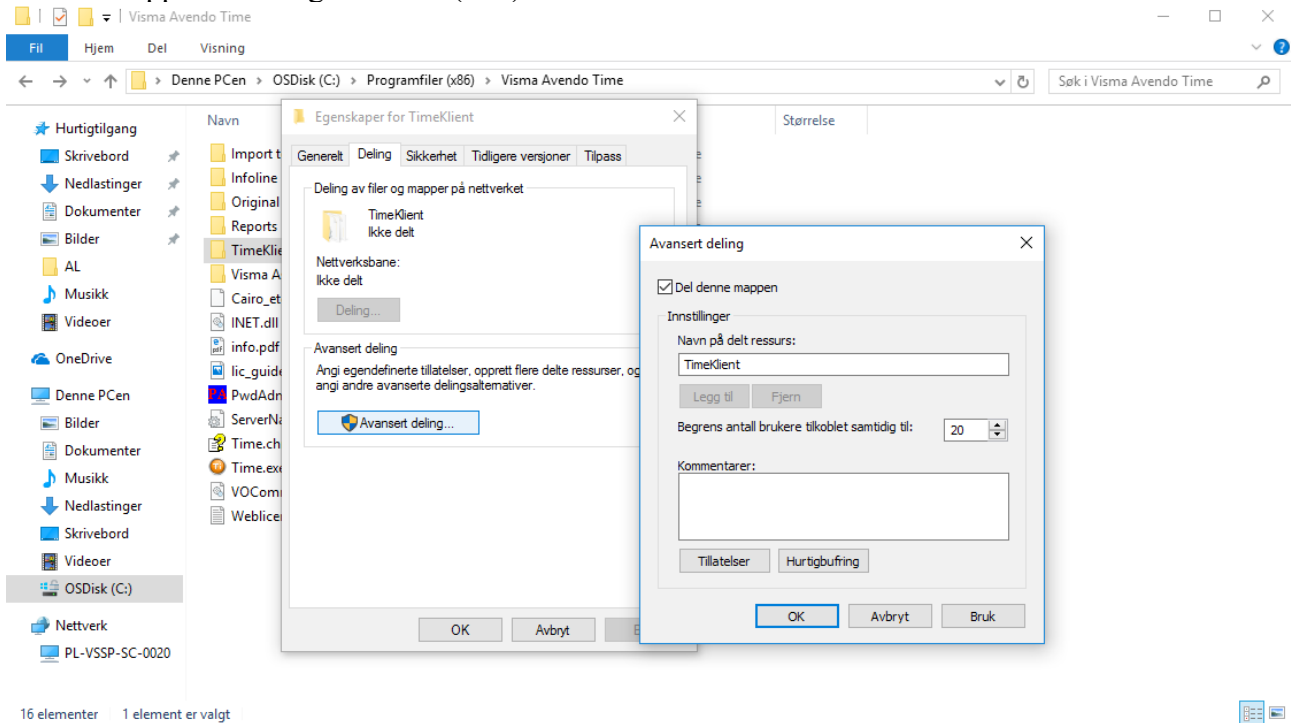 Visma Avendo Time
Fil Hjem Del Visning
Denne PCen > OSDisk (C:) > Programfiler (x86) > Visma Avendo Time
Søk i Visma Avendo Time
Hurtigtilgang
Skrivebord
Nedlastinger
Dokumenter
Bilder
AL
Musikk
Videoer
OneDrive
Denne PCen
Bilder
Dokumenter
Musikk
Nedlastinger
Skrivebord
Videoer
OSDisk (C:)
Nettverk
PL-VSSP-SC-0020
Navn
Størrelse
Import t
Infoline
Original
Reports
TimeKlie
Visma A
Cairo_et
INET.dll
info.pdf
lic_guide
PwdAdn
ServerNa
Time.ch
Time.exe
VOComm
Weblicer
Egenskaper for TimeKlient
Generelt Deling Sikkerhet Tidligere versjoner Tilpass
Deling av filer og mapper på nettverket
TimeKlient
Ikke delt
Nettverksbane:
Ikke delt
Deling...
Avansert deling
Angi egendefinerte tillatelser, opprett flere delte ressurser, og
angi andre avanserte delingsalternativer.
Avansert deling...
OK Avbryt
Avansert deling
Del denne mappen
Innstillinger
Navn på delt ressurs:
TimeKlient
Legg til Fjern
Begrens antall brukere tilkoblet samtidig til: 20
Kommentarer:
Tillatelser Hurtigbufring
OK Avbryt Bruk
16 elementer 1 element er valgt